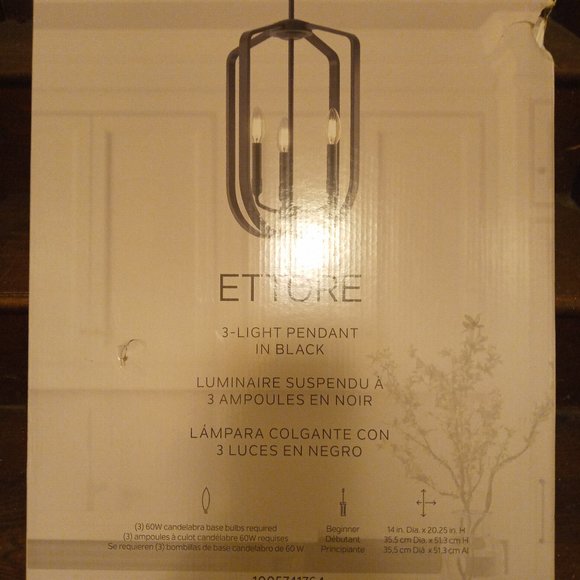 ETTORE
3-LIGHT PENDANT
IN BLACK
LUMINAIRE SUSPENDU À
3 AMPOULES EN NOIR
LÁMPARA COLGANTE CON
3 LUCES EN NEGRO
(3) 60W candelabra base bulbs required
(3) ampoules à culot candélabre 60W requises
Se requieren (3) bombillas de base candelabro de 60 W
Beginner
Débutant
Principiante
14 in. Dia. x 20.25 in. H
35,5 cm Dia. x 51.3 cm H
35,5 cm Diá x 51,3 cm Al